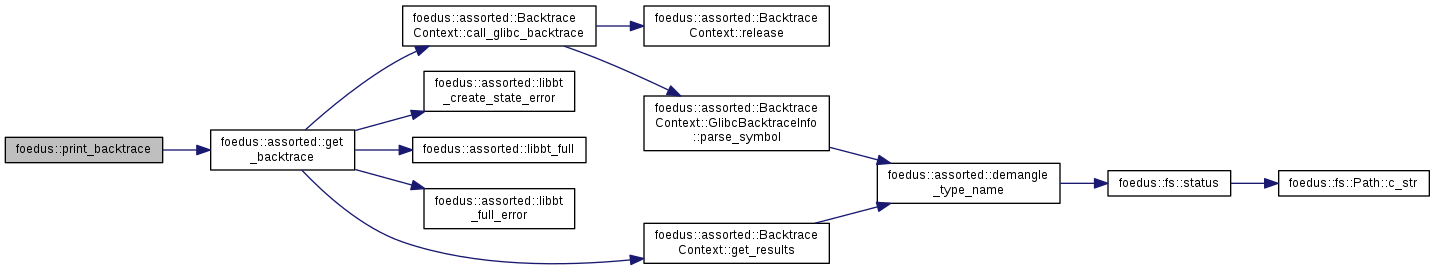 foedus::print_backtrace
foedus::assorted::get
_backtrace
foedus::assorted::Backtrace
Context::call_glibc_backtrace
foedus::assorted::libbt
_create_state_error
foedus::assorted::libbt_full
foedus::assorted::libbt
_full_error
foedus::assorted::Backtrace
Context::release
foedus::assorted::Backtrace
Context::GlibcBacktraceInfo
::parse_symbol
foedus::assorted::Backtrace
Context::get_results
foedus::assorted::demangle
_type_name
foedus::fs::status
foedus::fs::Path::c_str